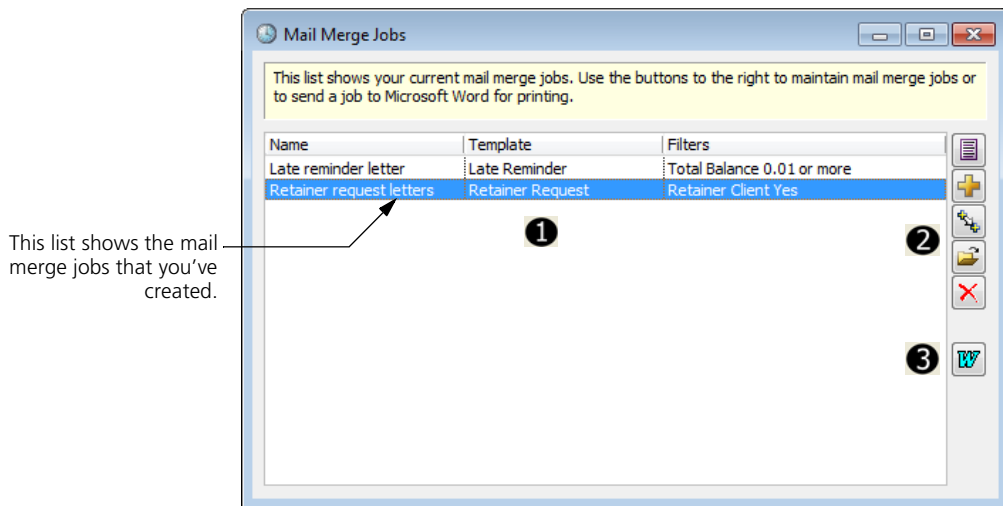 Mail Merge Jobs
This list shows your current mail merge jobs. Use the buttons to the right to maintain mail merge jobs or
to send a job to Microsoft Word for printing.
Name Template Filters
Late reminder letter Late Reminder Total Balance 0.01 or more
Retainer request letters Retainer Request Retainer Client Yes
This list shows the mail
merge jobs that you've
created.
1
2
3
W